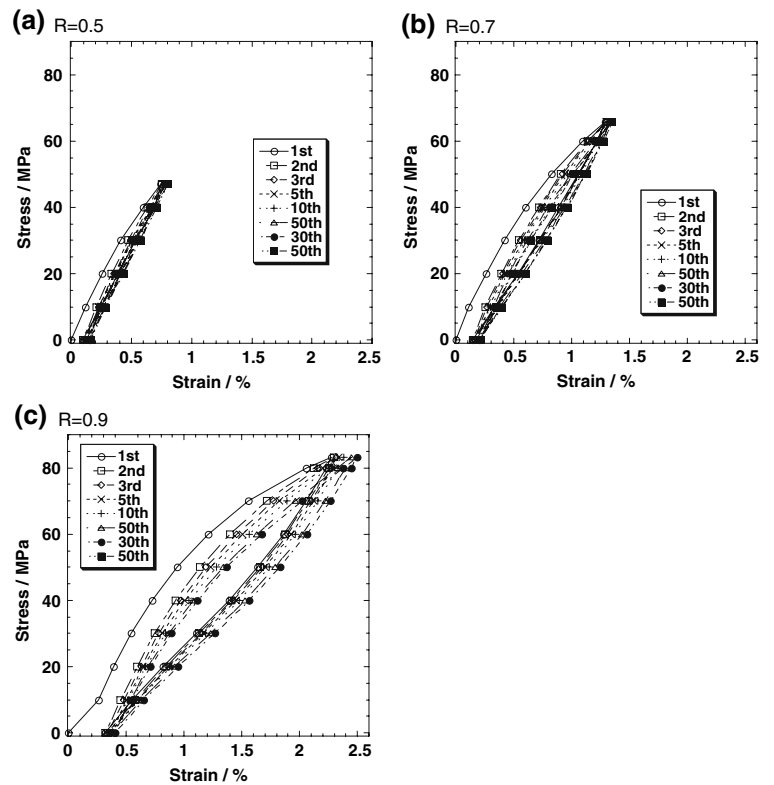 (a) R=0.5
Stress / MPa
80
60
40
20
0
0 0.5 1 1.5 2 2.5
Strain / %
1st
2nd
3rd
5th
10th
50th
30th
50th
(b) R=0.7
Stress / MPa
80
60
40
20
0
0 0.5 1 1.5 2 2.5
Strain / %
1st
2nd
3rd
5th
10th
50th
30th
50th
(c) R=0.9
Stress / MPa
80
60
40
20
0
0 0.5 1 1.5 2 2.5
Strain / %
1st
2nd
3rd
5th
10th
50th
30th
50th